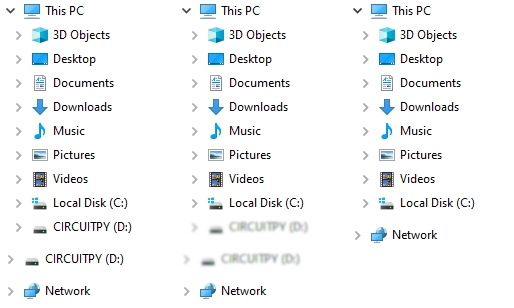 This PC
3D Objects
Desktop
Documents
Downloads
Music
Pictures
Videos
Local Disk (C:)
CIRCUITPY (D:)
CIRCUITPY (D:)
Network
This PC
3D Objects
Desktop
Documents
Downloads
Music
Pictures
Videos
Local Disk (C:)
CIRCUITPY (D:)
CIRCUITPY (D:)
Network
This PC
3D Objects
Desktop
Documents
Downloads
Music
Pictures
Videos
Local Disk (C:)
Network